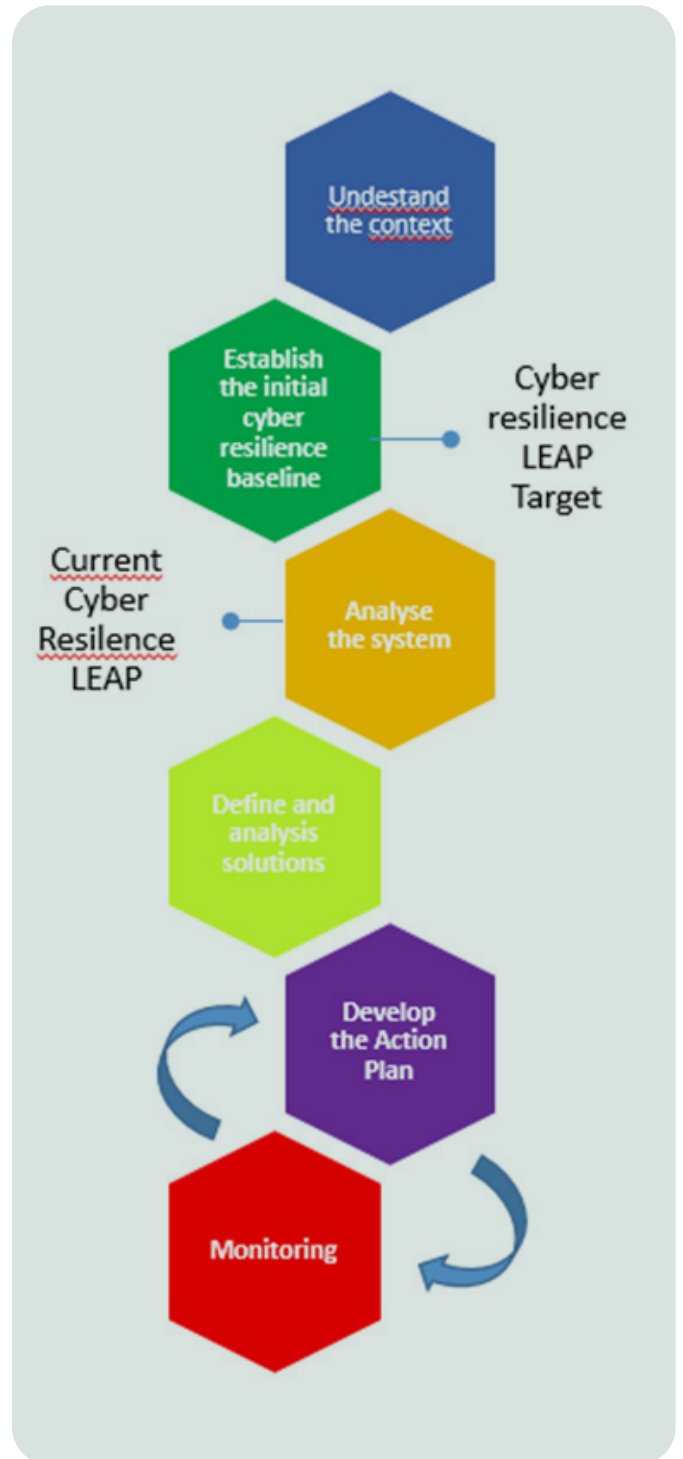 Undestand
the context
Establish
the initial
cyber
resilience
baseline
Cyber
resilience
LEAP
Target
Current
Cyber
Resilence
LEAP
Analyse
the system
Define and
analysis
solutions
Develop
the Action
Plan
Monitoring